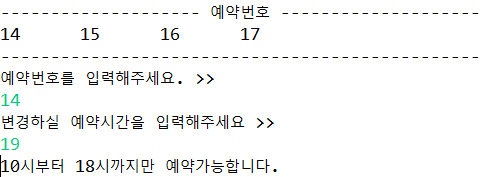 -------------------- 예약번호 --------------------
14 15 16 17
--------------------------------------------------
예약번호를 입력해주세요. >>
14
변경하실 예약시간을 입력해주세요 >>
19
10시부터 18시까지만 예약가능합니다.